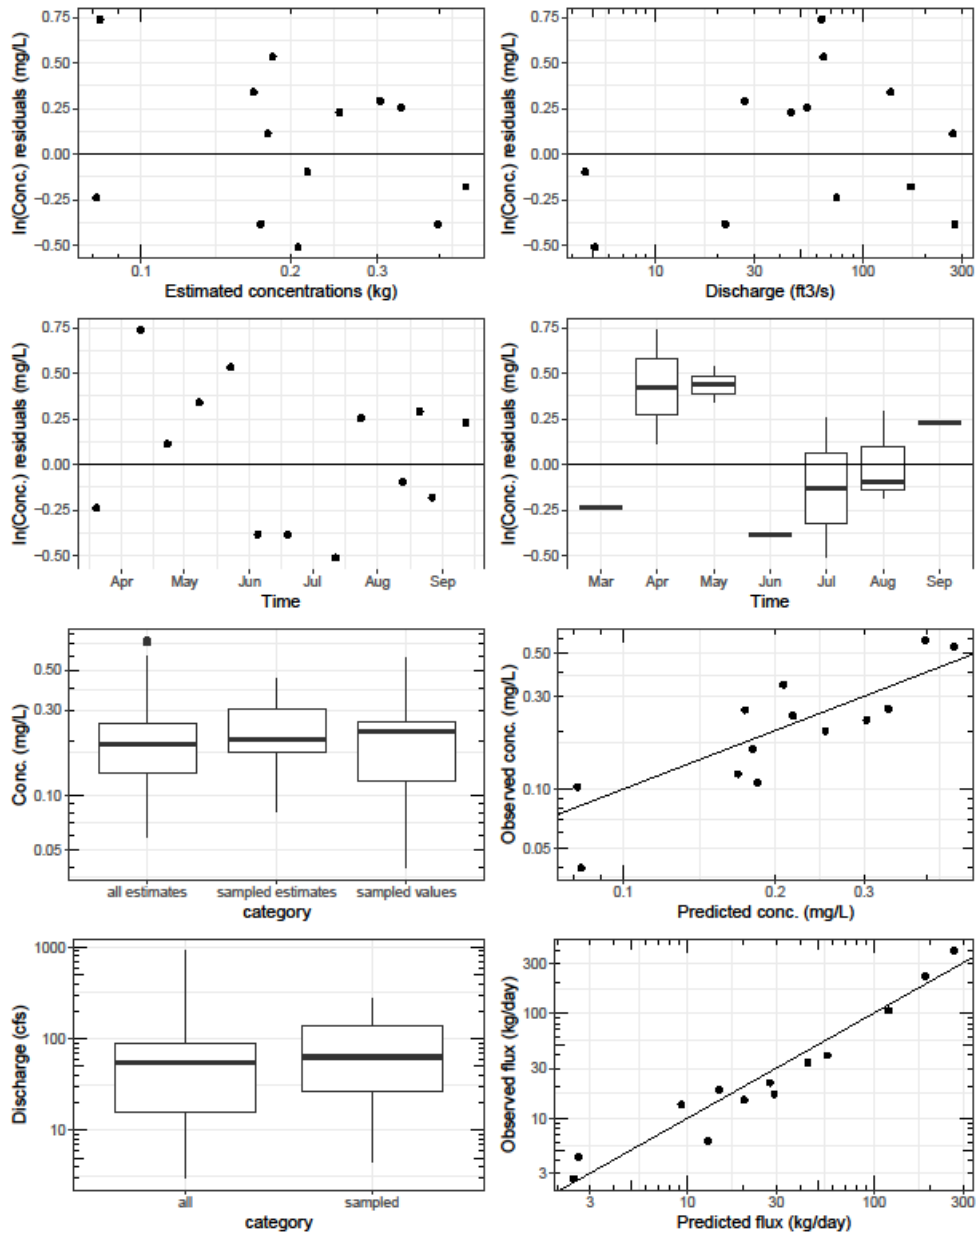 ln(Conc.) residuals (mg/L)
0.75
0.50
0.25
0.00
−0.25
−0.50
0.1 0.2 0.3
Estimated concentrations (kg)
ln(Conc.) residuals (mg/L)
0.75
0.50
0.25
0.00
−0.25
−0.50
10 30 100 300
Discharge (ft3/s)
ln(Conc.) residuals (mg/L)
0.75
0.50
0.25
0.00
−0.25
−0.50
Apr May Jun Jul Aug Sep
Time
ln(Conc.) residuals (mg/L)
0.75
0.50
0.25
0.00
−0.25
−0.50
Mar Apr May Jun Jul Aug Sep
Time
Conc. (mg/L)
0.50
0.30
0.10
0.05
all estimates sampled estimates sampled values
category
Observed conc. (mg/L)
0.50
0.30
0.10
0.05
0.1 0.2 0.3
Predicted conc. (mg/L)
Discharge (cfs)
1000
100
10
all sampled
category
Observed flux (kg/day)
300
100
30
10
3
3 10 30 100 300
Predicted flux (kg/day)